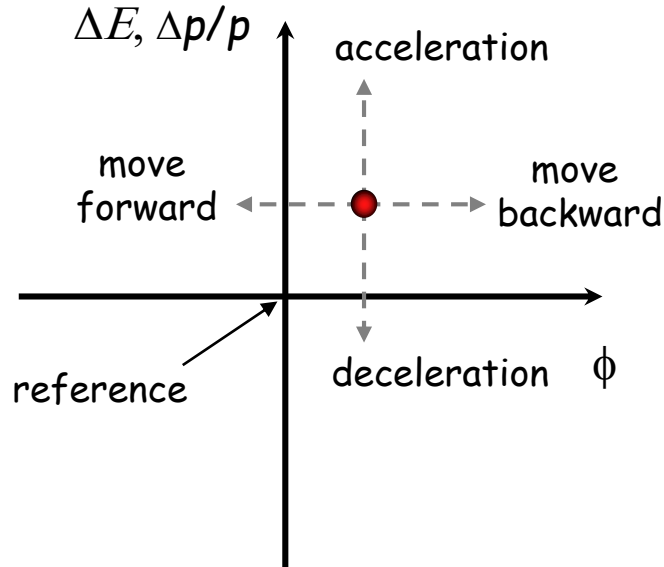 ΔE, Δp/p
acceleration
move
forward
move
backward
reference
deceleration
ϕ